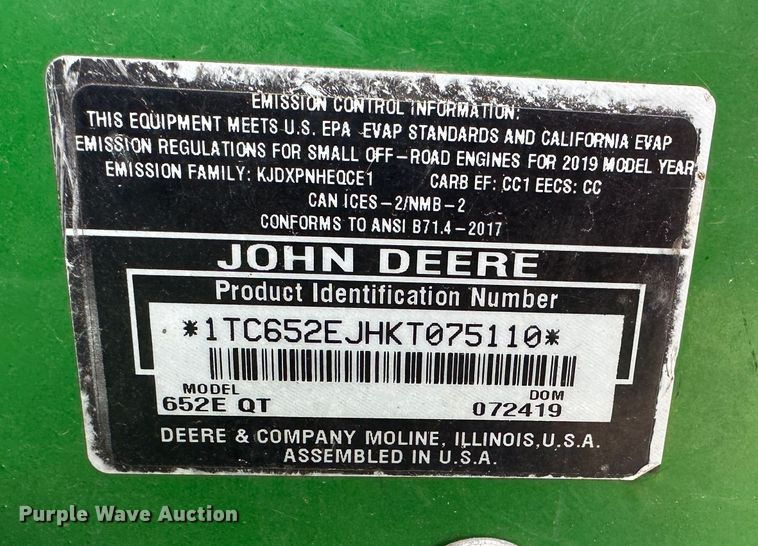 EMISSION CONTROL INFORMATION:
THIS EQUIPMENT MEETS U.S. EPA EVAP STANDARDS AND CALIFORNIA EVAP
EMISSION REGULATIONS FOR SMALL OFF-ROAD ENGINES FOR 2019 MODEL YEAR
EMISSION FAMILY: KJDXPNHEQCE1 CARB EF: CC1 EECS: CC
CAN ICES-2/NMB-2
CONFORMS TO ANSI B71.4-2017
JOHN DEERE
Product Identification Number
*1TC652EJHKT075110*
MODEL DOM
652E QT 072419
DEERE & COMPANY MOLINE, ILLINOIS, U.S.A.
ASSEMBLED IN U.S.A.
Purple Wave Auction